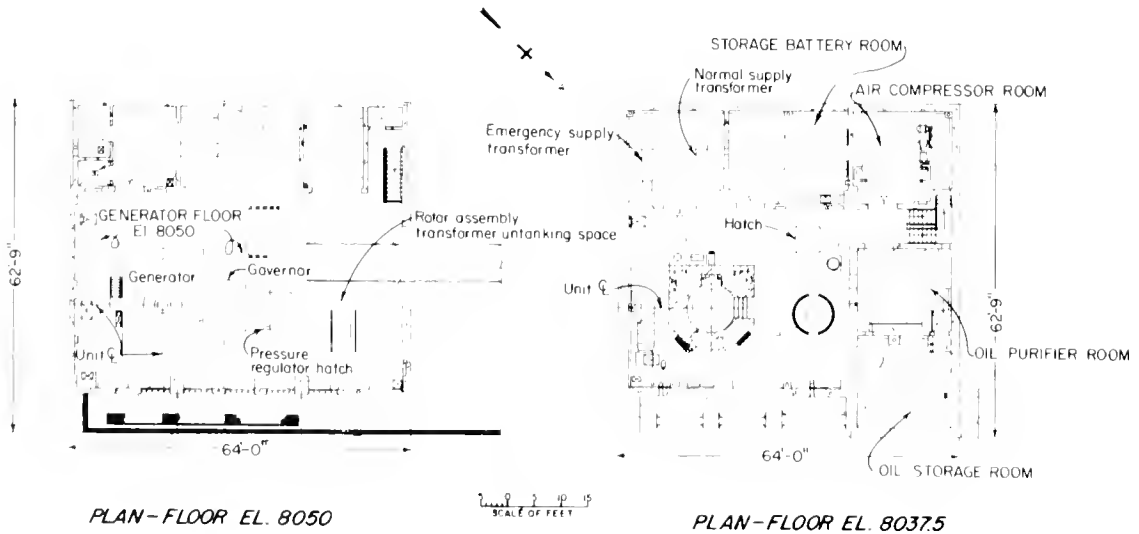 STORAGE BATTERY ROOM
Normal supply
transformer
AIR COMPRESSOR ROOM
Emergency supply
transformer
GENERATOR FLOOR
El. 8050
Rotor assembly
transformer untanking space
Hatch
62'-9"
Generator
Governor
Unit ℄
Unit ℄
Pressure
regulator hatch
62'-9"
OIL PURIFIER ROOM
64'-0"
64'-0"
OIL STORAGE ROOM
5 0 5 10 15
SCALE OF FEET
PLAN-FLOOR EL. 8050
PLAN-FLOOR EL. 8037.5